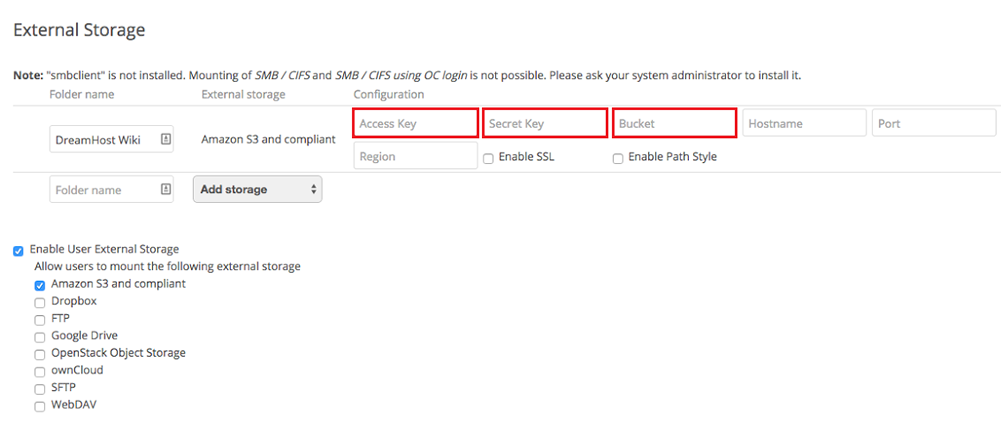 External Storage
Note: "smbclient" is not installed. Mounting of SMB / CIFS and SMB / CIFS using OC login is not possible. Please ask your system administrator to install it.
Folder name External storage Configuration
DreamHost Wiki Amazon S3 and compliant Access Key Secret Key Bucket Hostname Port
Region Enable SSL Enable Path Style
Folder name Add storage
Enable User External Storage
Allow users to mount the following external storage
Amazon S3 and compliant
Dropbox
FTP
Google Drive
OpenStack Object Storage
ownCloud
SFTP
WebDAV